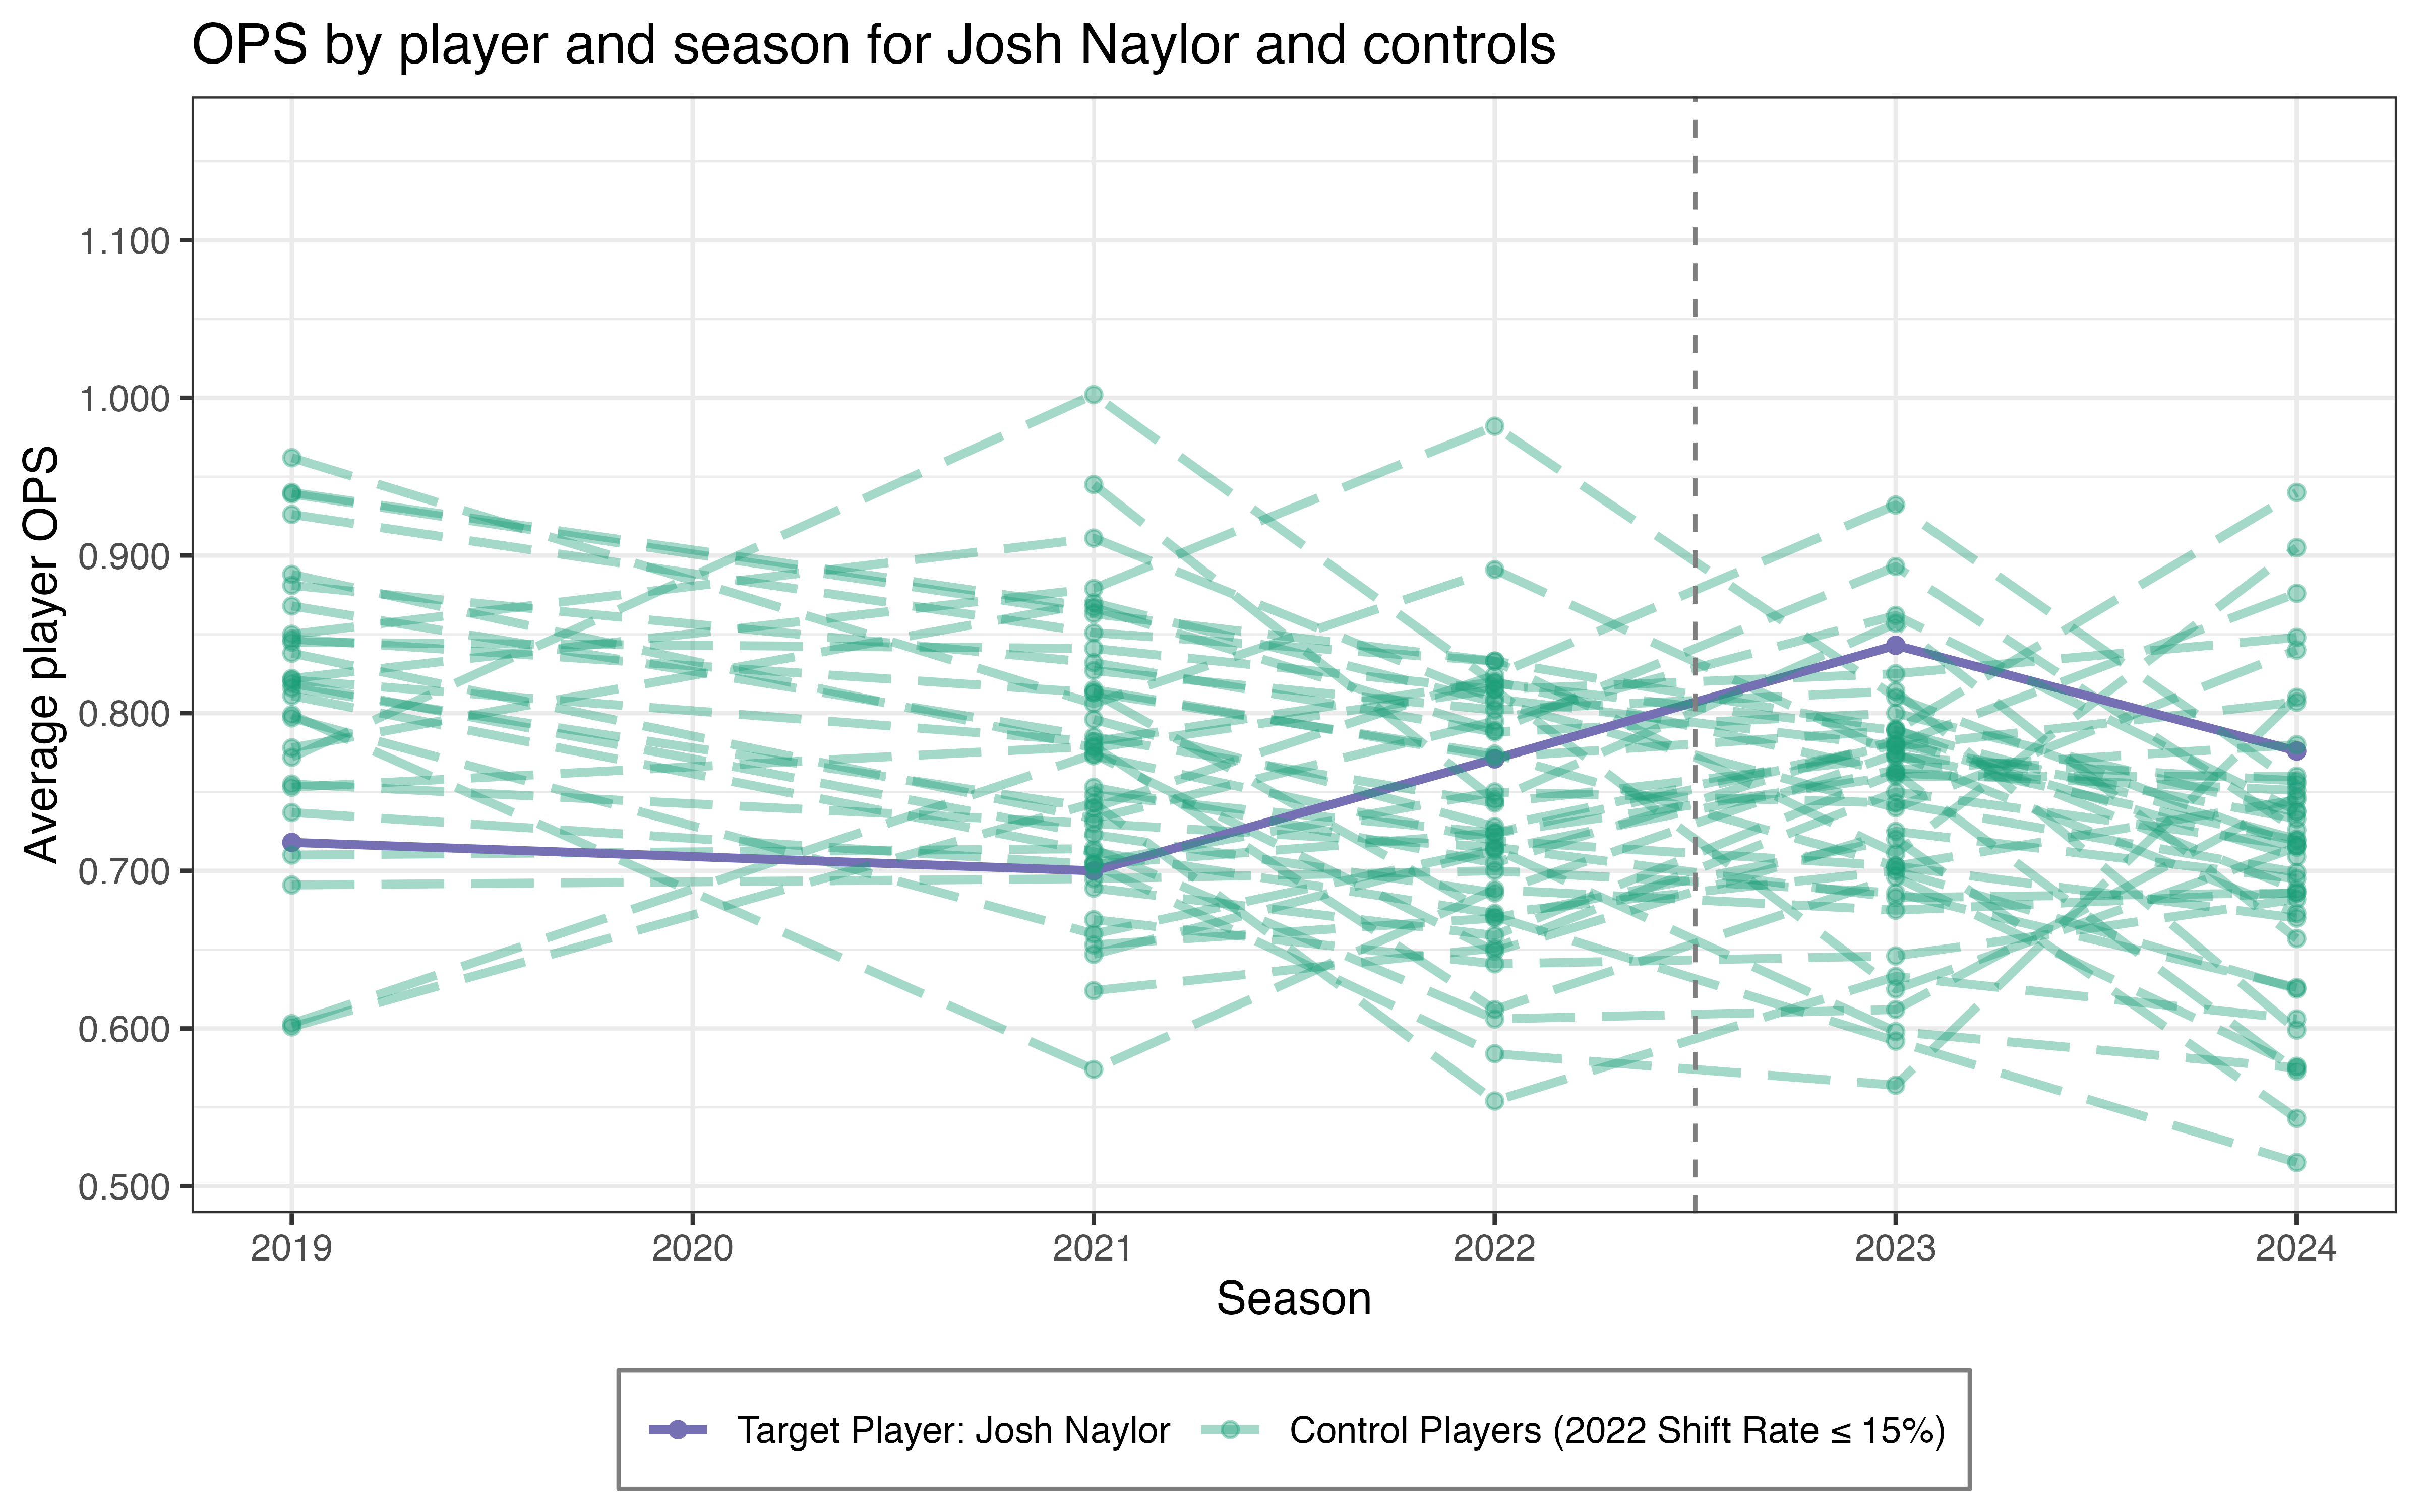 OPS by player and season for Josh Naylor and controls
Average player OPS
1.100
1.000
0.900
0.800
0.700
0.600
0.500
2019 2020 2021 2022 2023 2024
Season
Target Player: Josh Naylor Control Players (2022 Shift Rate ≤ 15%)